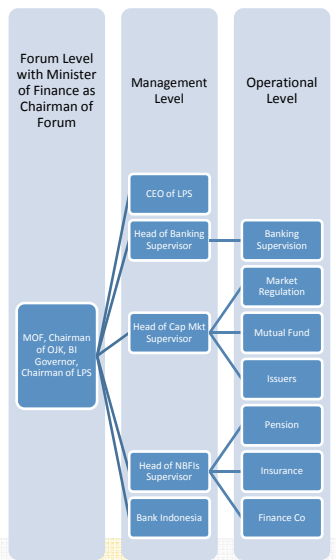 Forum Level
with Minister
of Finance as
Chairman of
Forum
Management
Level
Operational
Level
MOF, Chairman
of OJK, BI
Governor,
Chairman of LPS
CEO of LPS
Head of Banking
Supervisor
Head of Cap Mkt
Supervisor
Head of NBFIs
Supervisor
Bank Indonesia
Banking
Supervision
Market
Regulation
Mutual Fund
Issuers
Pension
Insurance
Finance Co